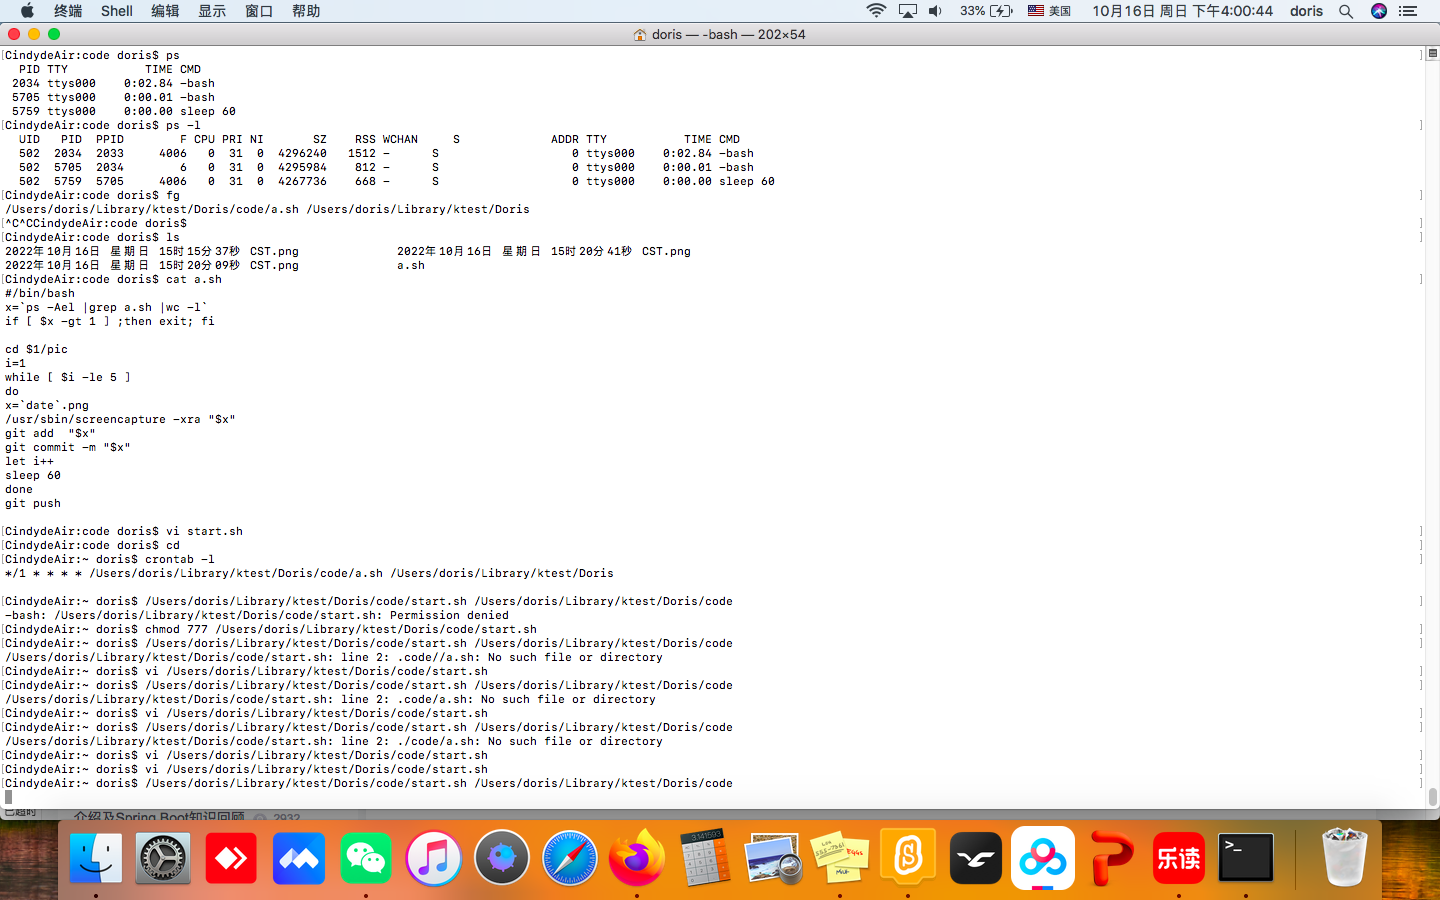 终端 Shell 编辑 显示 窗口 帮助 33% 美国 10月16日 周日 下午4:00:44 doris
doris — -bash — 202×54
CindydeAir:code doris$ ps
PID TTY TIME CMD
2034 ttys000 0:02.84 -bash
5705 ttys000 0:00.01 -bash
5759 ttys000 0:00.00 sleep 60
CindydeAir:code doris$ ps -l
UID PID PPID F CPU PRI NI SZ RSS WCHAN S ADDR TTY TIME CMD
502 2034 2033 4006 0 31 0 4296240 1512 - S 0 ttys000 0:02.84 -bash
502 5705 2034 6 0 31 0 4295984 812 - S 0 ttys000 0:00.01 -bash
502 5759 5705 4006 0 31 0 4267736 668 - S 0 ttys000 0:00.00 sleep 60
CindydeAir:code doris$ fg
/Users/doris/Library/ktest/Doris/code/a.sh /Users/doris/Library/ktest/Doris
^C^CCindydeAir:code doris$
CindydeAir:code doris$ ls
2022年10月16日 星期日 15时15分37秒 CST.png 2022年10月16日 星期日 15时20分41秒 CST.png
2022年10月16日 星期日 15时20分09秒 CST.png a.sh
CindydeAir:code doris$ cat a.sh
#/bin/bash
x=`ps -Ael |grep a.sh |wc -l`
if [ $x -gt 1 ] ;then exit; fi
cd $1/pic
i=1
while [ $i -le 5 ]
do
x=`date`.png
/usr/sbin/screencapture -xra "$x"
git add "$x"
git commit -m "$x"
let i++
sleep 60
done
git push
CindydeAir:code doris$ vi start.sh
CindydeAir:code doris$ cd
CindydeAir:~ doris$ crontab -l
*/1 * * * * /Users/doris/Library/ktest/Doris/code/a.sh /Users/doris/Library/ktest/Doris
CindydeAir:~ doris$ /Users/doris/Library/ktest/Doris/code/start.sh /Users/doris/Library/ktest/Doris/code
-bash: /Users/doris/Library/ktest/Doris/code/start.sh: Permission denied
CindydeAir:~ doris$ chmod 777 /Users/doris/Library/ktest/Doris/code/start.sh
CindydeAir:~ doris$ /Users/doris/Library/ktest/Doris/code/start.sh /Users/doris/Library/ktest/Doris/code
/Users/doris/Library/ktest/Doris/code/start.sh: line 2: .code//a.sh: No such file or directory
CindydeAir:~ doris$ vi /Users/doris/Library/ktest/Doris/code/start.sh
CindydeAir:~ doris$ /Users/doris/Library/ktest/Doris/code/start.sh /Users/doris/Library/ktest/Doris/code
/Users/doris/Library/ktest/Doris/code/start.sh: line 2: .code/a.sh: No such file or directory
CindydeAir:~ doris$ vi /Users/doris/Library/ktest/Doris/code/start.sh
CindydeAir:~ doris$ /Users/doris/Library/ktest/Doris/code/start.sh /Users/doris/Library/ktest/Doris/code
/Users/doris/Library/ktest/Doris/code/start.sh: line 2: ./code/a.sh: No such file or directory
CindydeAir:~ doris$ vi /Users/doris/Library/ktest/Doris/code/start.sh
CindydeAir:~ doris$ vi /Users/doris/Library/ktest/Doris/code/start.sh
CindydeAir:~ doris$ /Users/doris/Library/ktest/Doris/code/start.sh /Users/doris/Library/ktest/Doris/code
已超时 介绍及Spring Boot知识回顾 2932
3.141593
EGGS
MILK
乐读
>_